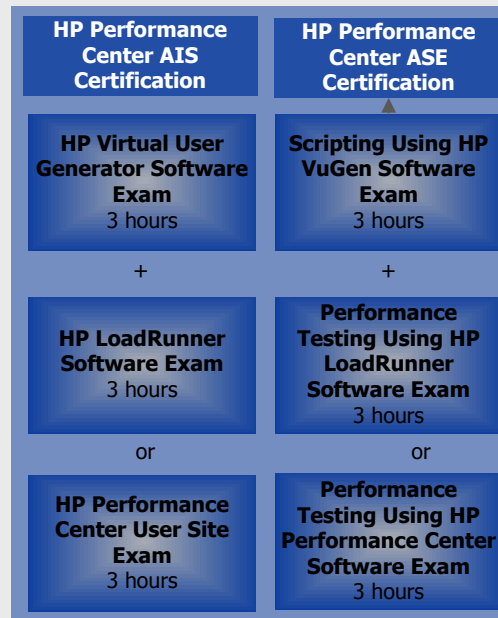 HP Performance
Center AIS
Certification
HP Virtual User
Generator Software
Exam
3 hours
+
HP LoadRunner
Software Exam
3 hours
or
HP Performance
Center User Site
Exam
3 hours
HP Performance
Center ASE
Certification
Scripting Using HP
VuGen Software
Exam
3 hours
+
Performance
Testing Using HP
LoadRunner
Software Exam
3 hours
or
Performance
Testing Using HP
Performance Center
Software Exam
3 hours